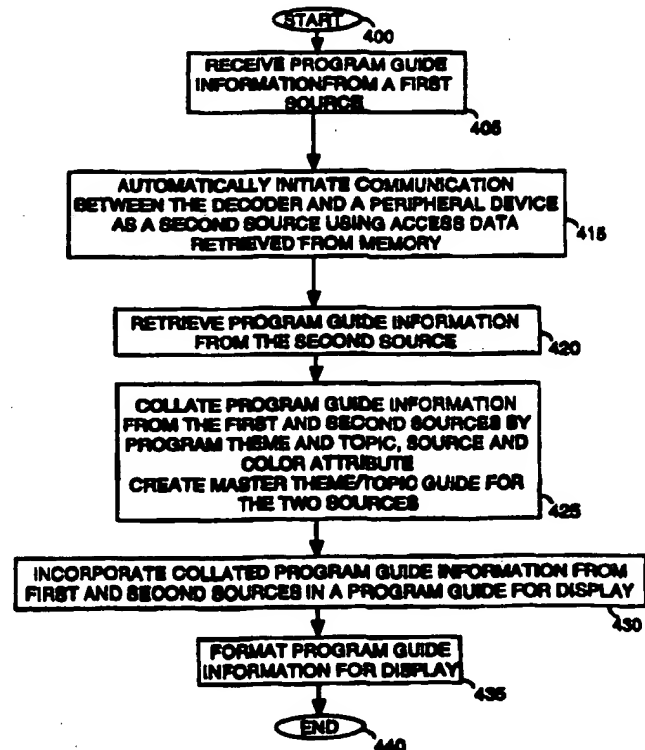 START
400
RECEIVE PROGRAM GUIDE
INFORMATIONFROM A FIRST
SOURCE
405
AUTOMATICALLY INITIATE COMMUNICATION
BETWEEN THE DECODER AND A PERIPHERAL DEVICE
AS A SECOND SOURCE USING ACCESS DATA
RETRIEVED FROM MEMORY
415
RETRIEVE PROGRAM GUIDE INFORMATION
FROM THE SECOND SOURCE
420
COLLATE PROGRAM GUIDE INFORMATION
FROM THE FIRST AND SECOND SOURCES BY
PROGRAM THEME AND TOPIC, SOURCE AND
COLOR ATTRIBUTE
CREATE MASTER THEME/TOPIC GUIDE FOR
THE TWO SOURCES
425
INCORPORATE COLLATED PROGRAM GUIDE INFORMATION FROM
FIRST AND SECOND SOURCES IN A PROGRAM GUIDE FOR DISPLAY
430
FORMAT PROGRAM GUIDE
INFORMATION FOR DISPLAY
435
END
440